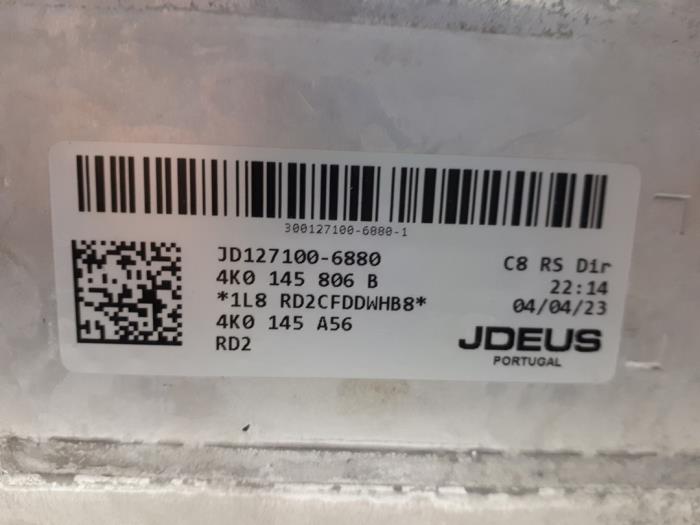 300127100-6880-1
JD127100-6880
4K0 145 806 B
*1L8 RD2CFDDWHB8*
4K0 145 A56
RD2
C8 RS Dir
22:14
04/04/23
JDEUS
PORTUGAL